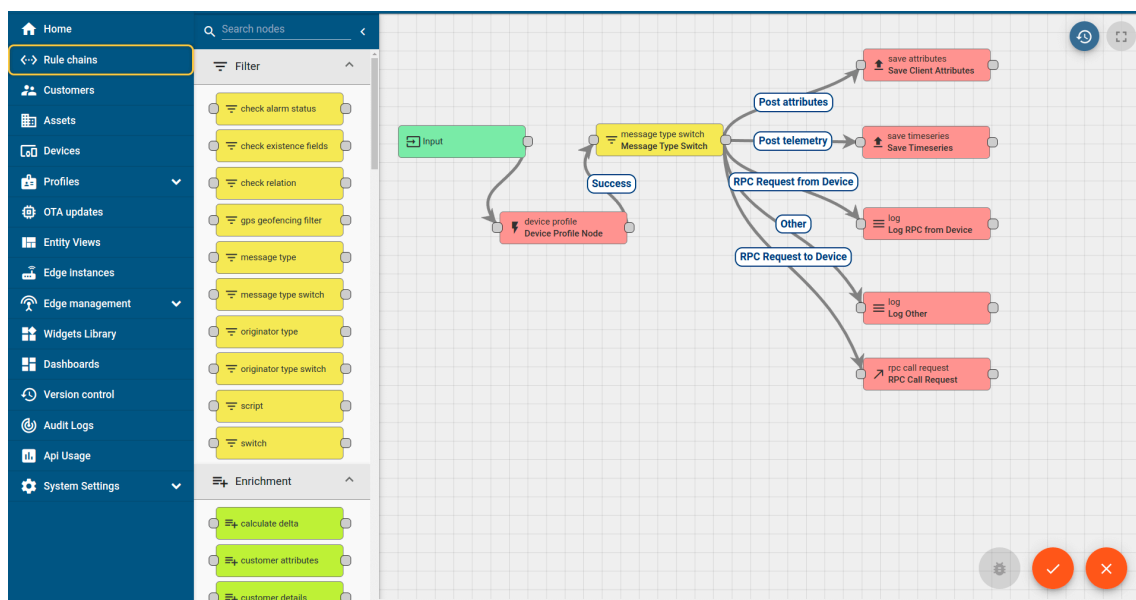 Home
Rule chains
Customers
Assets
Devices
Profiles
OTA updates
Entity Views
Edge instances
Edge management
Widgets Library
Dashboards
Version control
Audit Logs
Api Usage
System Settings
Search nodes
Filter
check alarm status
check existence fields
check relation
gps geofencing filter
message type
message type switch
originator type
originator type switch
script
switch
Enrichment
calculate delta
customer attributes
customer details
Input
device profile
Device Profile Node
Success
message type switch
Message Type Switch
Post attributes
Post telemetry
RPC Request from Device
Other
RPC Request to Device
save attributes
Save Client Attributes
save timeseries
Save Timeseries
log
Log RPC from Device
log
Log Other
rpc call request
RPC Call Request